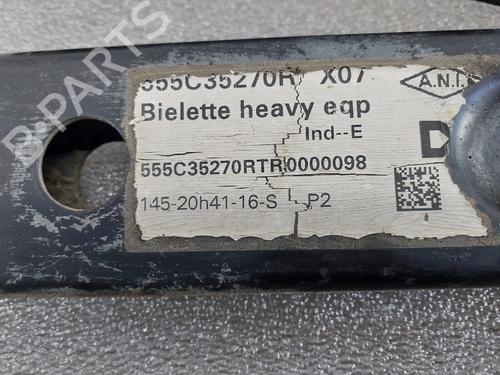 555C35270R X07
A.N.I.
Bielette heavy eqp
Ind--E
D
555C35270RTR0000098
145-20h41-16-S P2
B-PARTS